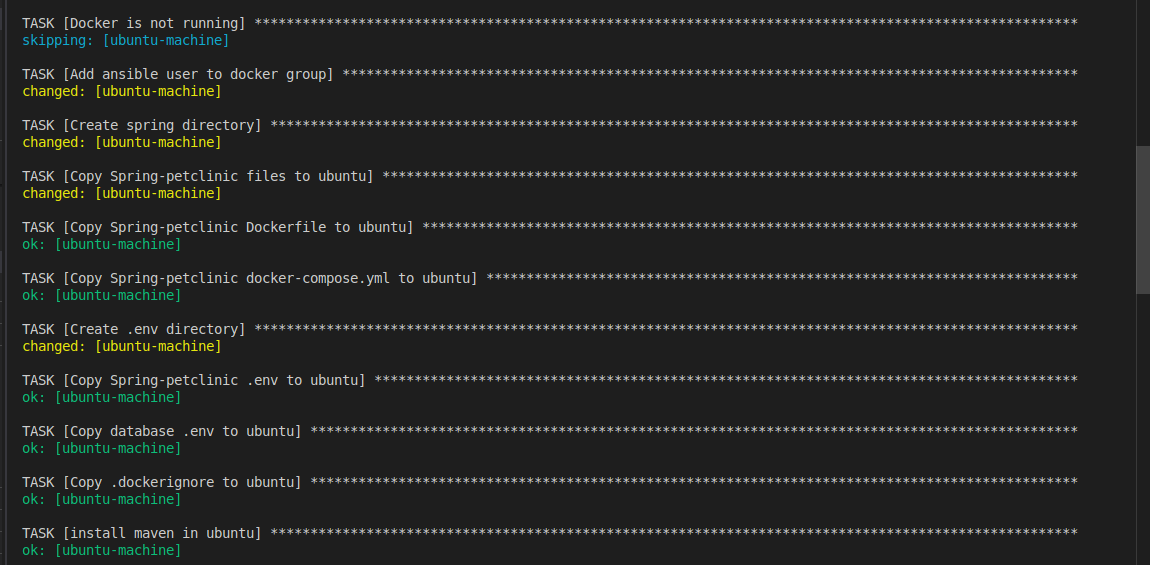 TASK [Docker is not running] *******************************************************************************************************
skipping: [ubuntu-machine]
TASK [Add ansible user to docker group] ********************************************************************************************
changed: [ubuntu-machine]
TASK [Create spring directory] *****************************************************************************************************
changed: [ubuntu-machine]
TASK [Copy Spring-petclinic files to ubuntu] ***************************************************************************************
changed: [ubuntu-machine]
TASK [Copy Spring-petclinic Dockerfile to ubuntu] **********************************************************************************
ok: [ubuntu-machine]
TASK [Copy Spring-petclinic docker-compose.yml to ubuntu] **************************************************************************
ok: [ubuntu-machine]
TASK [Create .env directory] *******************************************************************************************************
changed: [ubuntu-machine]
TASK [Copy Spring-petclinic .env to ubuntu] ****************************************************************************************
ok: [ubuntu-machine]
TASK [Copy database .env to ubuntu] ************************************************************************************************
ok: [ubuntu-machine]
TASK [Copy .dockerignore to ubuntu] ************************************************************************************************
ok: [ubuntu-machine]
TASK [install maven in ubuntu] *****************************************************************************************************
ok: [ubuntu-machine]